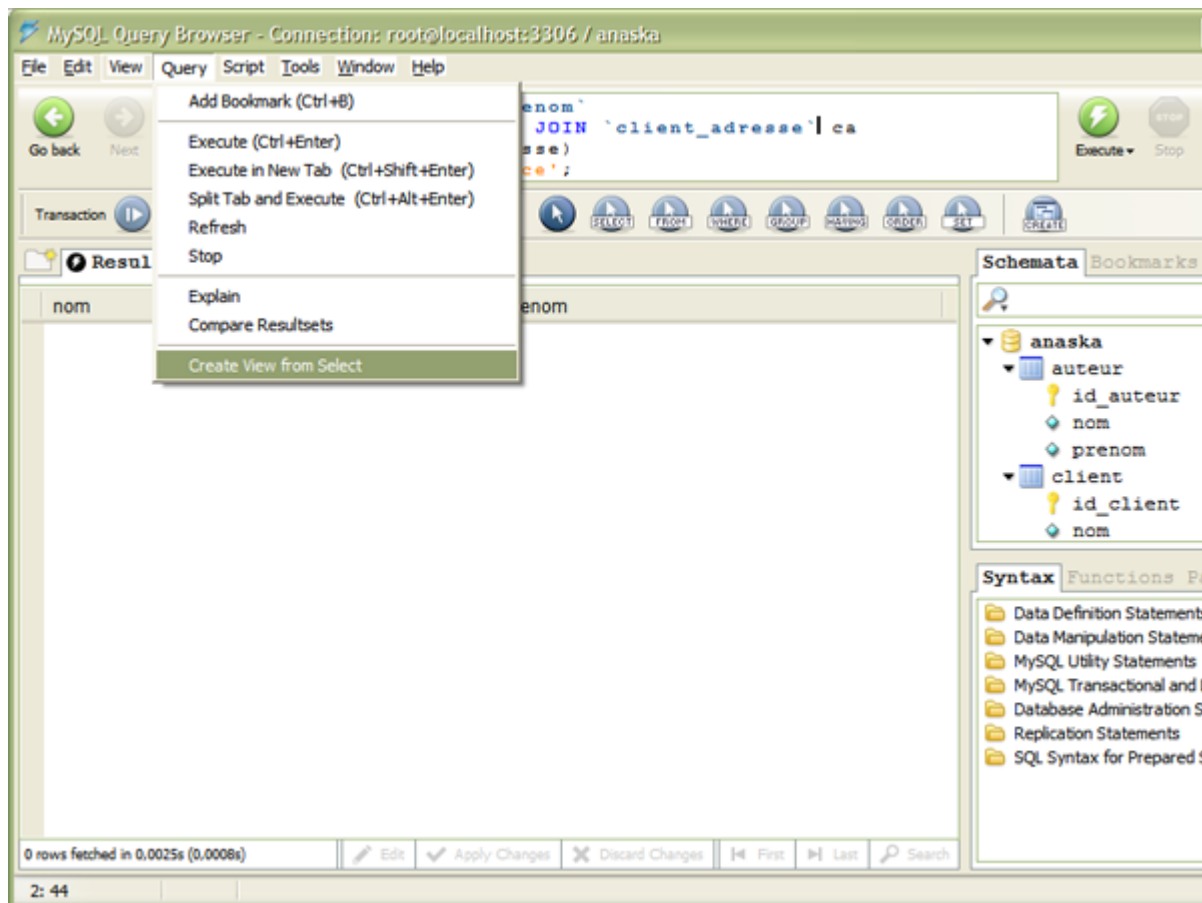 MySQL Query Browser - Connection: root@localhost:3306 / anaska
File Edit View Query Script Tools Window Help
Add Bookmark (Ctrl+B)
Execute (Ctrl+Enter)
Execute in New Tab (Ctrl+Shift+Enter)
Split Tab and Execute (Ctrl+Alt+Enter)
Refresh
Stop
Explain
Compare Resultsets
Create View from Select
Go back Next
enom`
JOIN `client_adresse` ca
sse)
ce';
Execute Stop
Transaction
SELECT FROM WHERE GROUP HAVING ORDER SET CREATE
Resul
nom enom
Schemata Bookmarks
anaska
auteur
id_auteur
nom
prenom
client
id_client
nom
Syntax Functions Pa
Data Definition Statements
Data Manipulation Stateme
MySQL Utility Statements
MySQL Transactional and
Database Administration S
Replication Statements
SQL Syntax for Prepared S
0 rows fetched in 0,0025s (0,0008s) Edit Apply Changes Discard Changes First Last Search
2: 44